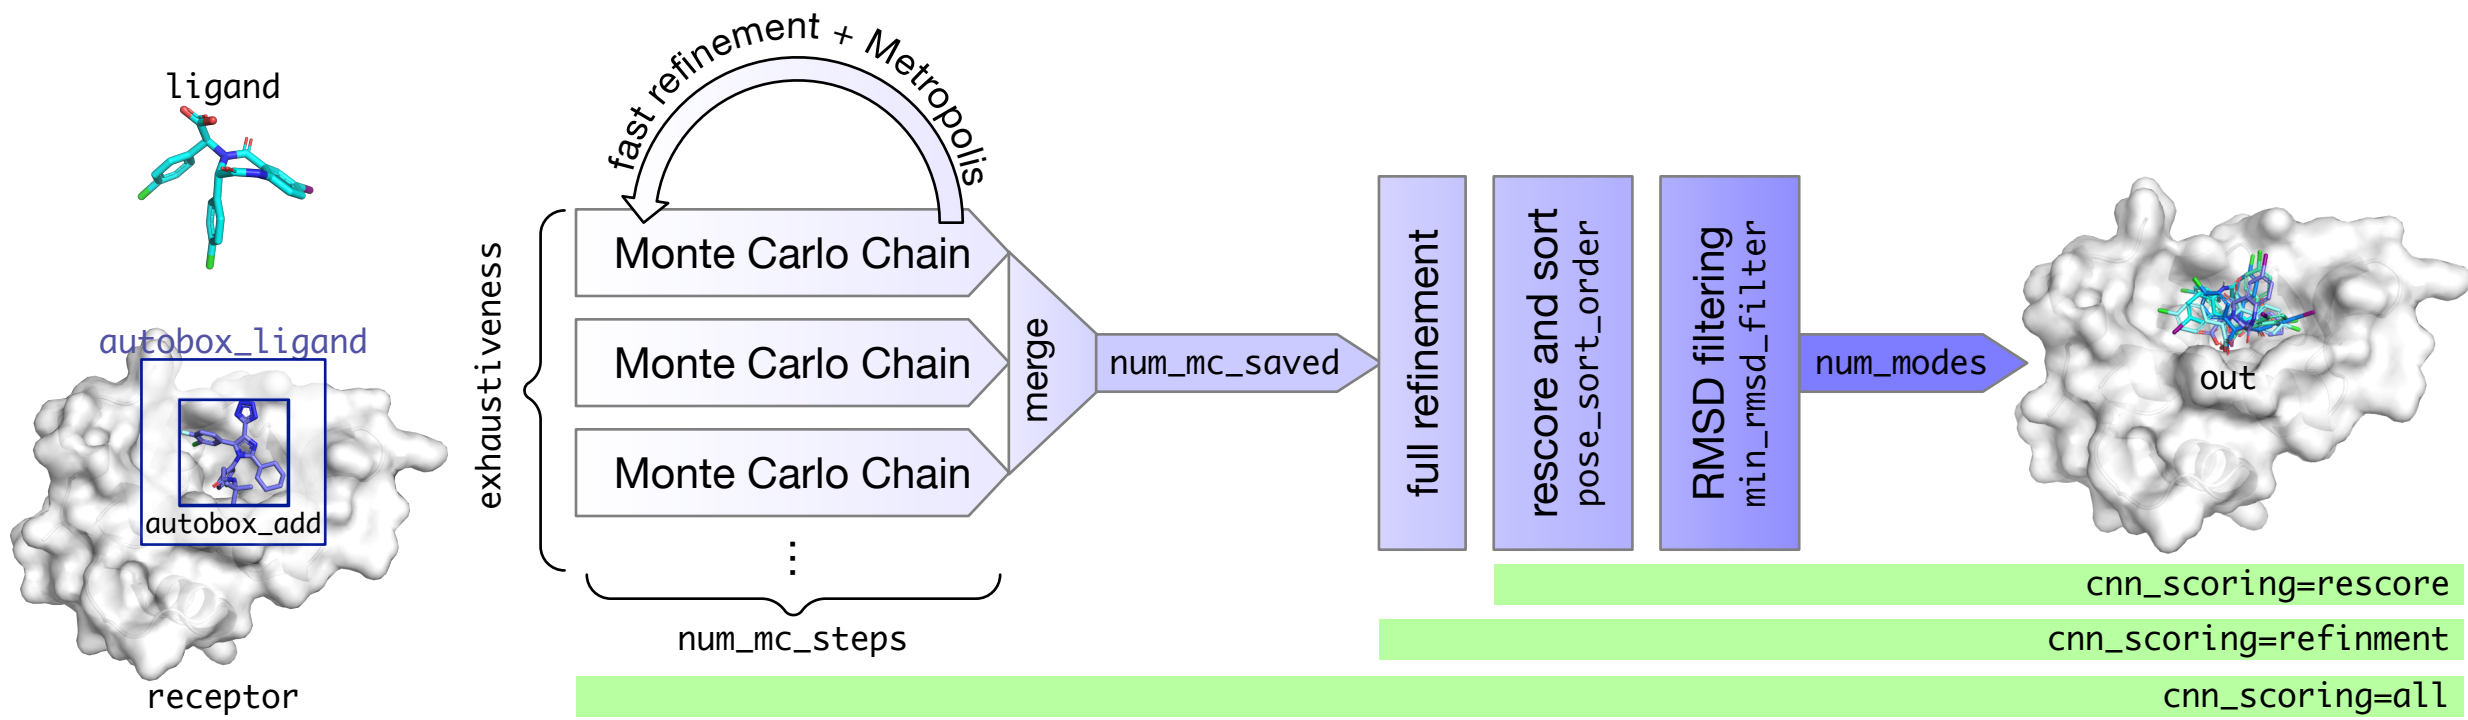 ligand
autobox_ligand
autobox_add
receptor
exhaustiveness
fast refinement + Metropolis
Monte Carlo Chain
Monte Carlo Chain
Monte Carlo Chain
⋮
num_mc_steps
merge
num_mc_saved
full refinement
rescore and sort
pose_sort_order
RMSD filtering
min_rmsd_filter
num_modes
out
cnn_scoring=rescore
cnn_scoring=refinment
cnn_scoring=all